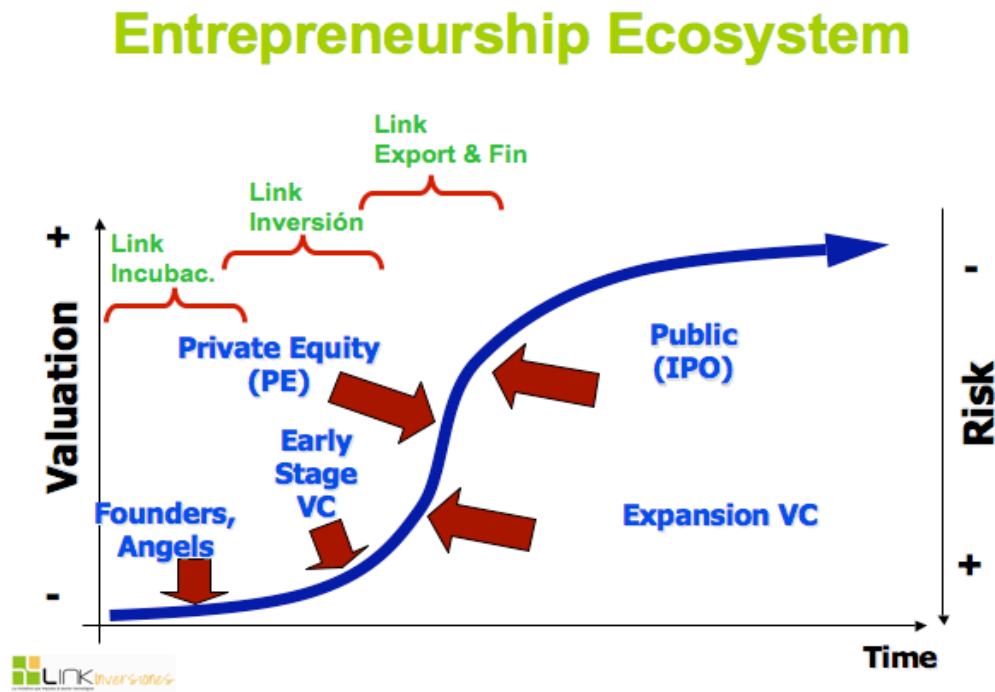 Entrepreneurship Ecosystem
Link
Export & Fin
Link
Inversión
Link
Incubac.
+
Valuation
-
Private Equity
(PE)
Public
(IPO)
Early
Stage
VC
Founders,
Angels
Expansion VC
-
Risk
+
Time
LINK inversiones